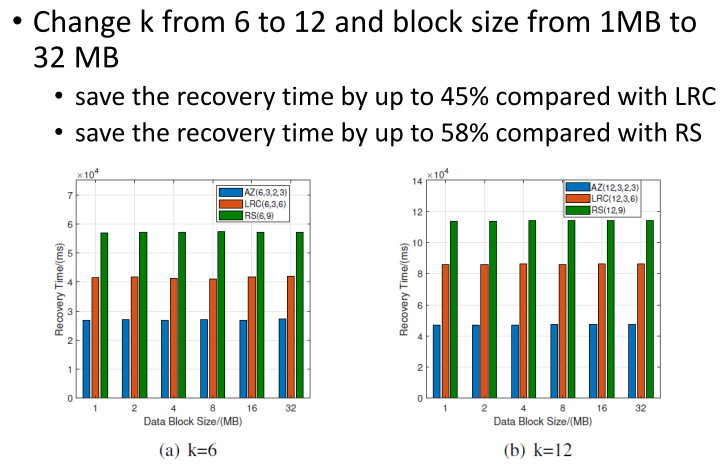 • Change k from 6 to 12 and block size from 1MB to
32 MB
• save the recovery time by up to 45% compared with LRC
• save the recovery time by up to 58% compared with RS
×10^4
7
6
5
4
3
2
1
0
Recovery Time/(ms)
AZ(6,3,2,3)
LRC(6,3,6)
RS(6,9)
1 2 4 8 16 32
Data Block Size/(MB)
(a) k=6
×10^4
14
12
10
8
6
4
2
0
Recovery Time/(ms)
AZ(12,3,2,3)
LRC(12,3,6)
RS(12,9)
1 2 4 8 16 32
Data Block Size/(MB)
(b) k=12